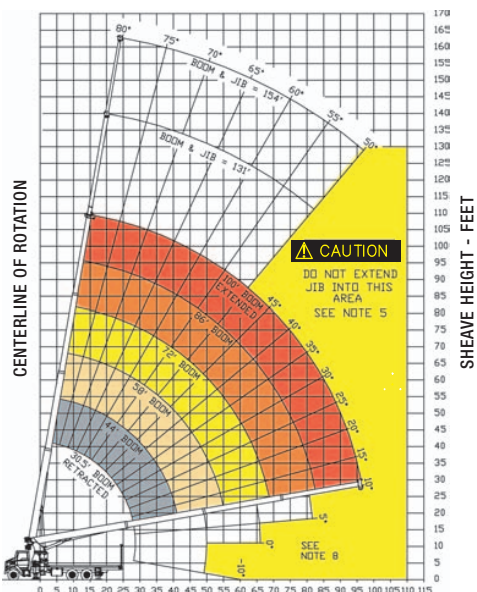 80°
75°
70°
65°
60°
55°
50°
BOOM & JIB = 154'
BOOM & JIB = 131'
CENTERLINE OF ROTATION
SHEAVE HEIGHT - FEET
CAUTION
DO NOT EXTEND
JIB INTO THIS
AREA
SEE NOTE 5
100' BOOM
EXTENDED
86' BOOM
72' BOOM
58' BOOM
44' BOOM
30.5' BOOM
RETRACTED
45°
40°
35°
30°
25°
20°
15°
10°
5°
0°
-10°
SEE
NOTE 8
170
165
160
155
150
145
140
135
130
125
120
115
110
105
100
95
90
85
80
75
70
65
60
55
50
45
40
35
30
25
20
15
10
5
0
0 5 10 15 20 25 30 35 40 45 50 55 60 65 70 75 80 85 90 95 100 105 110 115